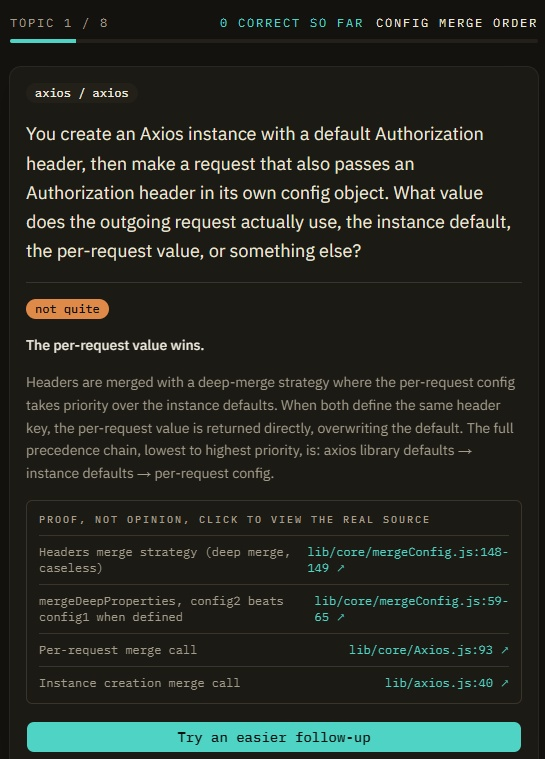 TOPIC 1 / 8
0 CORRECT SO FAR CONFIG MERGE ORDER
axios / axios
You create an Axios instance with a default Authorization
header, then make a request that also passes an
Authorization header in its own config object. What value
does the outgoing request actually use, the instance default,
the per-request value, or something else?
not quite
The per-request value wins.
Headers are merged with a deep-merge strategy where the per-request config
takes priority over the instance defaults. When both define the same header
key, the per-request value is returned directly, overwriting the default. The full
precedence chain, lowest to highest priority, is: axios library defaults →
instance defaults → per-request config.
PROOF, NOT OPINION, CLICK TO VIEW THE REAL SOURCE
Headers merge strategy (deep merge,
caseless)
lib/core/mergeConfig.js:148-
149 ↗
mergeDeepProperties, config2 beats
config1 when defined
lib/core/mergeConfig.js:59-
65 ↗
Per-request merge call
lib/core/Axios.js:93 ↗
Instance creation merge call
lib/axios.js:40 ↗
Try an easier follow-up